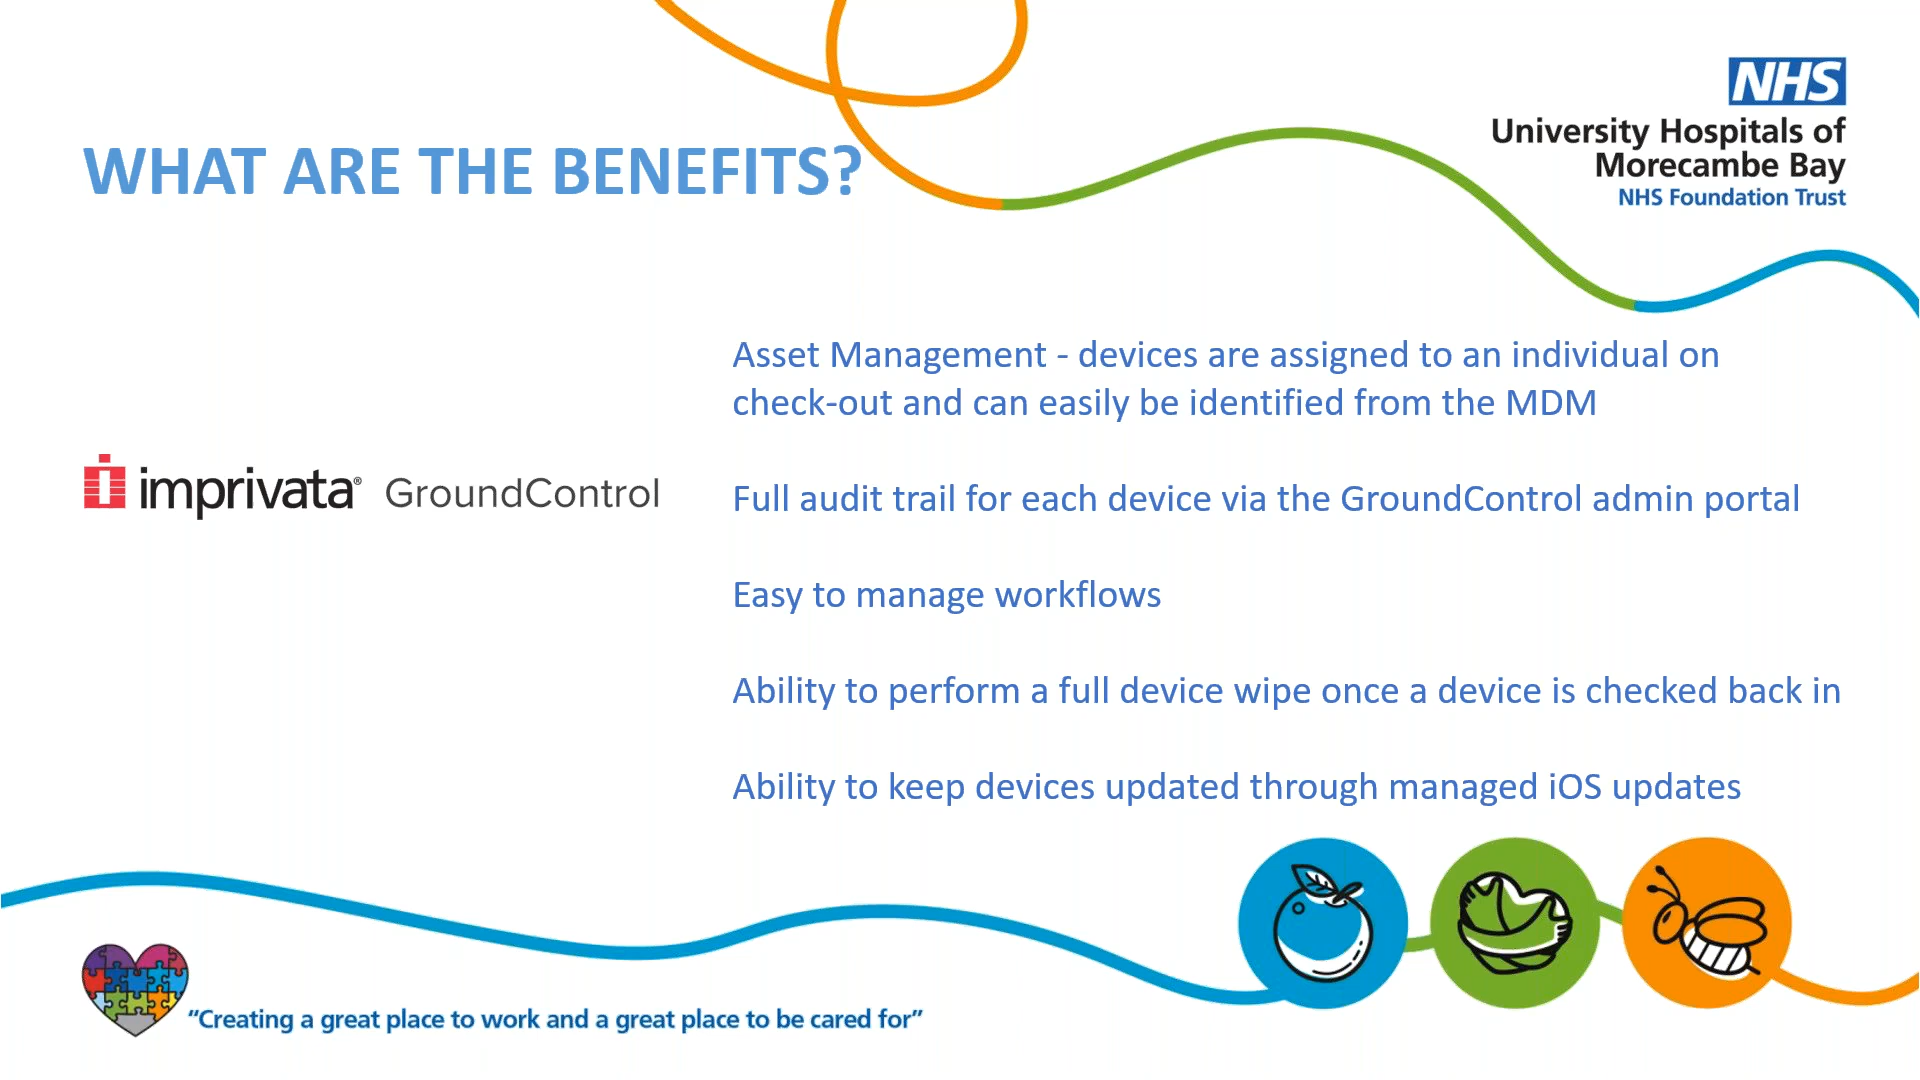 NHS
University Hospitals of
Morecambe Bay
NHS Foundation Trust
WHAT ARE THE BENEFITS?
imprivata® GroundControl
Asset Management - devices are assigned to an individual on
check-out and can easily be identified from the MDM
Full audit trail for each device via the GroundControl admin portal
Easy to manage workflows
Ability to perform a full device wipe once a device is checked back in
Ability to keep devices updated through managed iOS updates
“Creating a great place to work and a great place to be cared for”